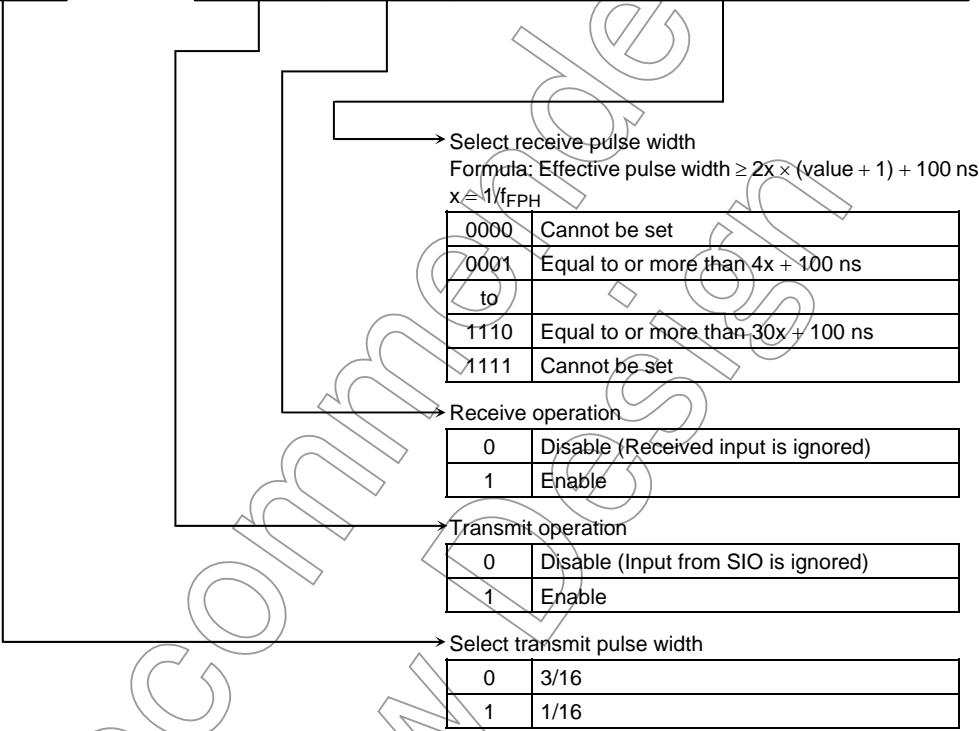 Select receive pulse width
Formula: Effective pulse width ≥ 2x × (value + 1) + 100 ns
x = 1/fFPH
0000 Cannot be set
0001 Equal to or more than 4x + 100 ns
to
1110 Equal to or more than 30x + 100 ns
1111 Cannot be set
Receive operation
0 Disable (Received input is ignored)
1 Enable
Transmit operation
0 Disable (Input from SIO is ignored)
1 Enable
Select transmit pulse width
0 3/16
1 1/16
ecommende
w Design